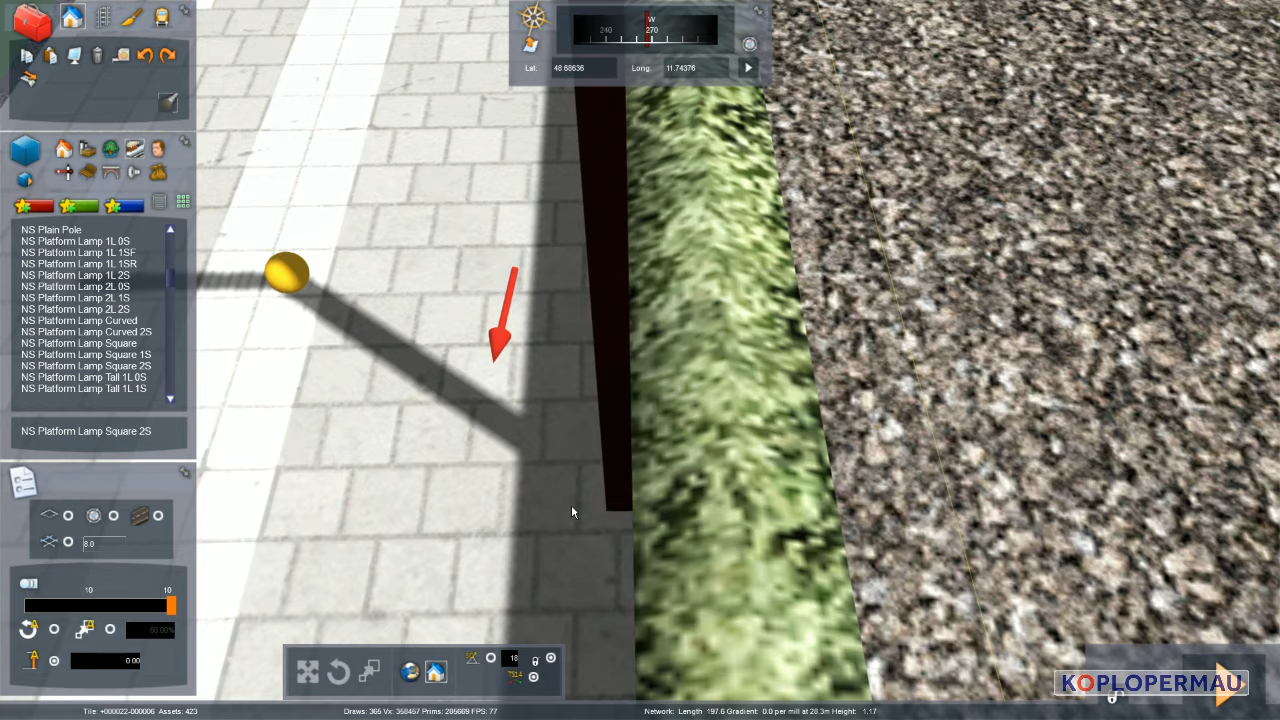 W
240 270
Lat: 48.68636 Long: 11.74376
NS Plain Pole
NS Platform Lamp 1L 0S
NS Platform Lamp 1L 1SF
NS Platform Lamp 1L 1SR
NS Platform Lamp 1L 2S
NS Platform Lamp 2L 0S
NS Platform Lamp 2L 1S
NS Platform Lamp 2L 2S
NS Platform Lamp Curved
NS Platform Lamp Curved 2S
NS Platform Lamp Square
NS Platform Lamp Square 1S
NS Platform Lamp Square 2S
NS Platform Lamp Tall 1L 0S
NS Platform Lamp Tall 1L 1S
NS Platform Lamp Square 2S
8.0
10 10
50.00%
0.00
18
KOPLOPERMAU
Tile: +000022-000006 Assets: 423 Draws: 365 Vx: 358457 Prims: 285669 FPS: 77 Network: Length 197.6 Gradient: 0.0 per mill at 28.3m Height: 1.17